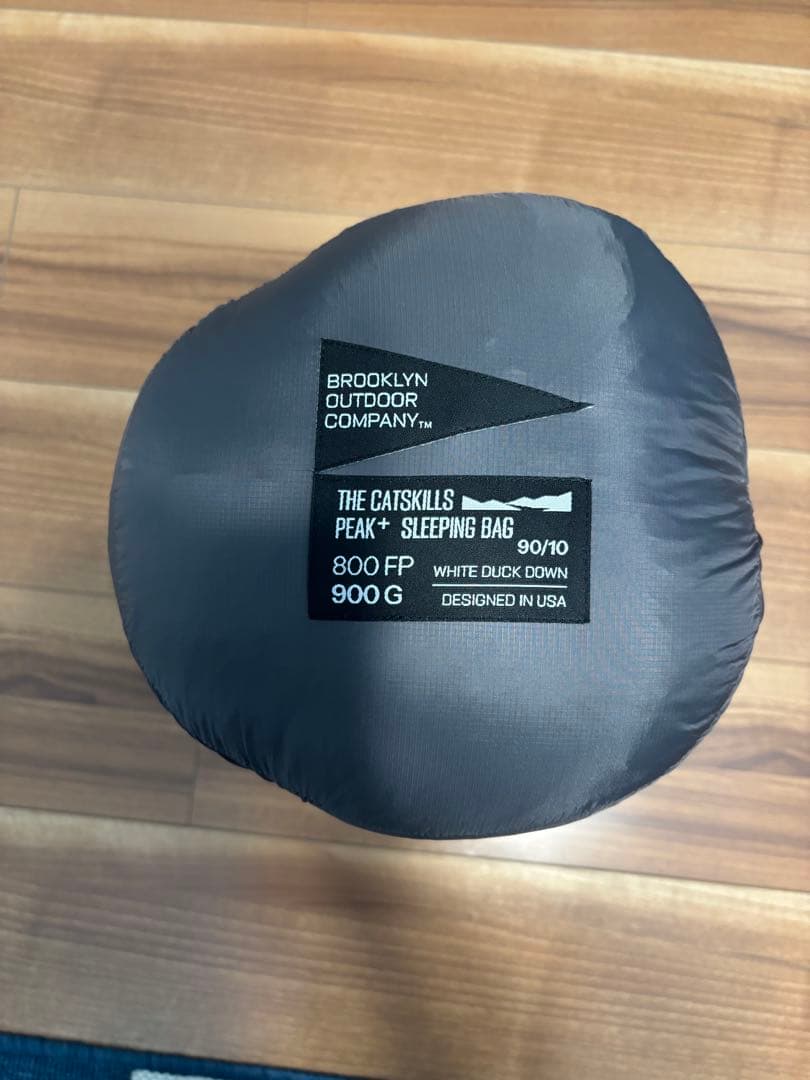 BROOKLYN
OUTDOOR
COMPANY™
THE CATSKILLS
PEAK+ SLEEPING BAG
90/10
800 FP WHITE DUCK DOWN
900 G DESIGNED IN USA